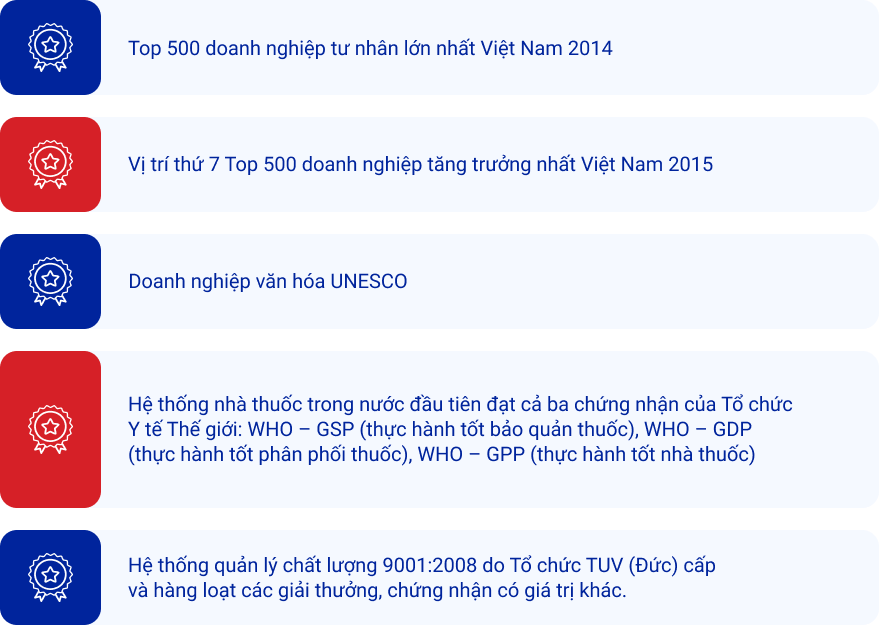 Top 500 doanh nghiệp tư nhân lớn nhất Việt Nam 2014
Vị trí thứ 7 Top 500 doanh nghiệp tăng trưởng nhất Việt Nam 2015
Doanh nghiệp văn hóa UNESCO
Hệ thống nhà thuốc trong nước đầu tiên đạt cả ba chứng nhận của Tổ chức
Y tế Thế giới: WHO – GSP (thực hành tốt bảo quản thuốc), WHO – GDP
(thực hành tốt phân phối thuốc), WHO – GPP (thực hành tốt nhà thuốc)
Hệ thống quản lý chất lượng 9001:2008 do Tổ chức TUV (Đức) cấp
và hàng loạt các giải thưởng, chứng nhận có giá trị khác.